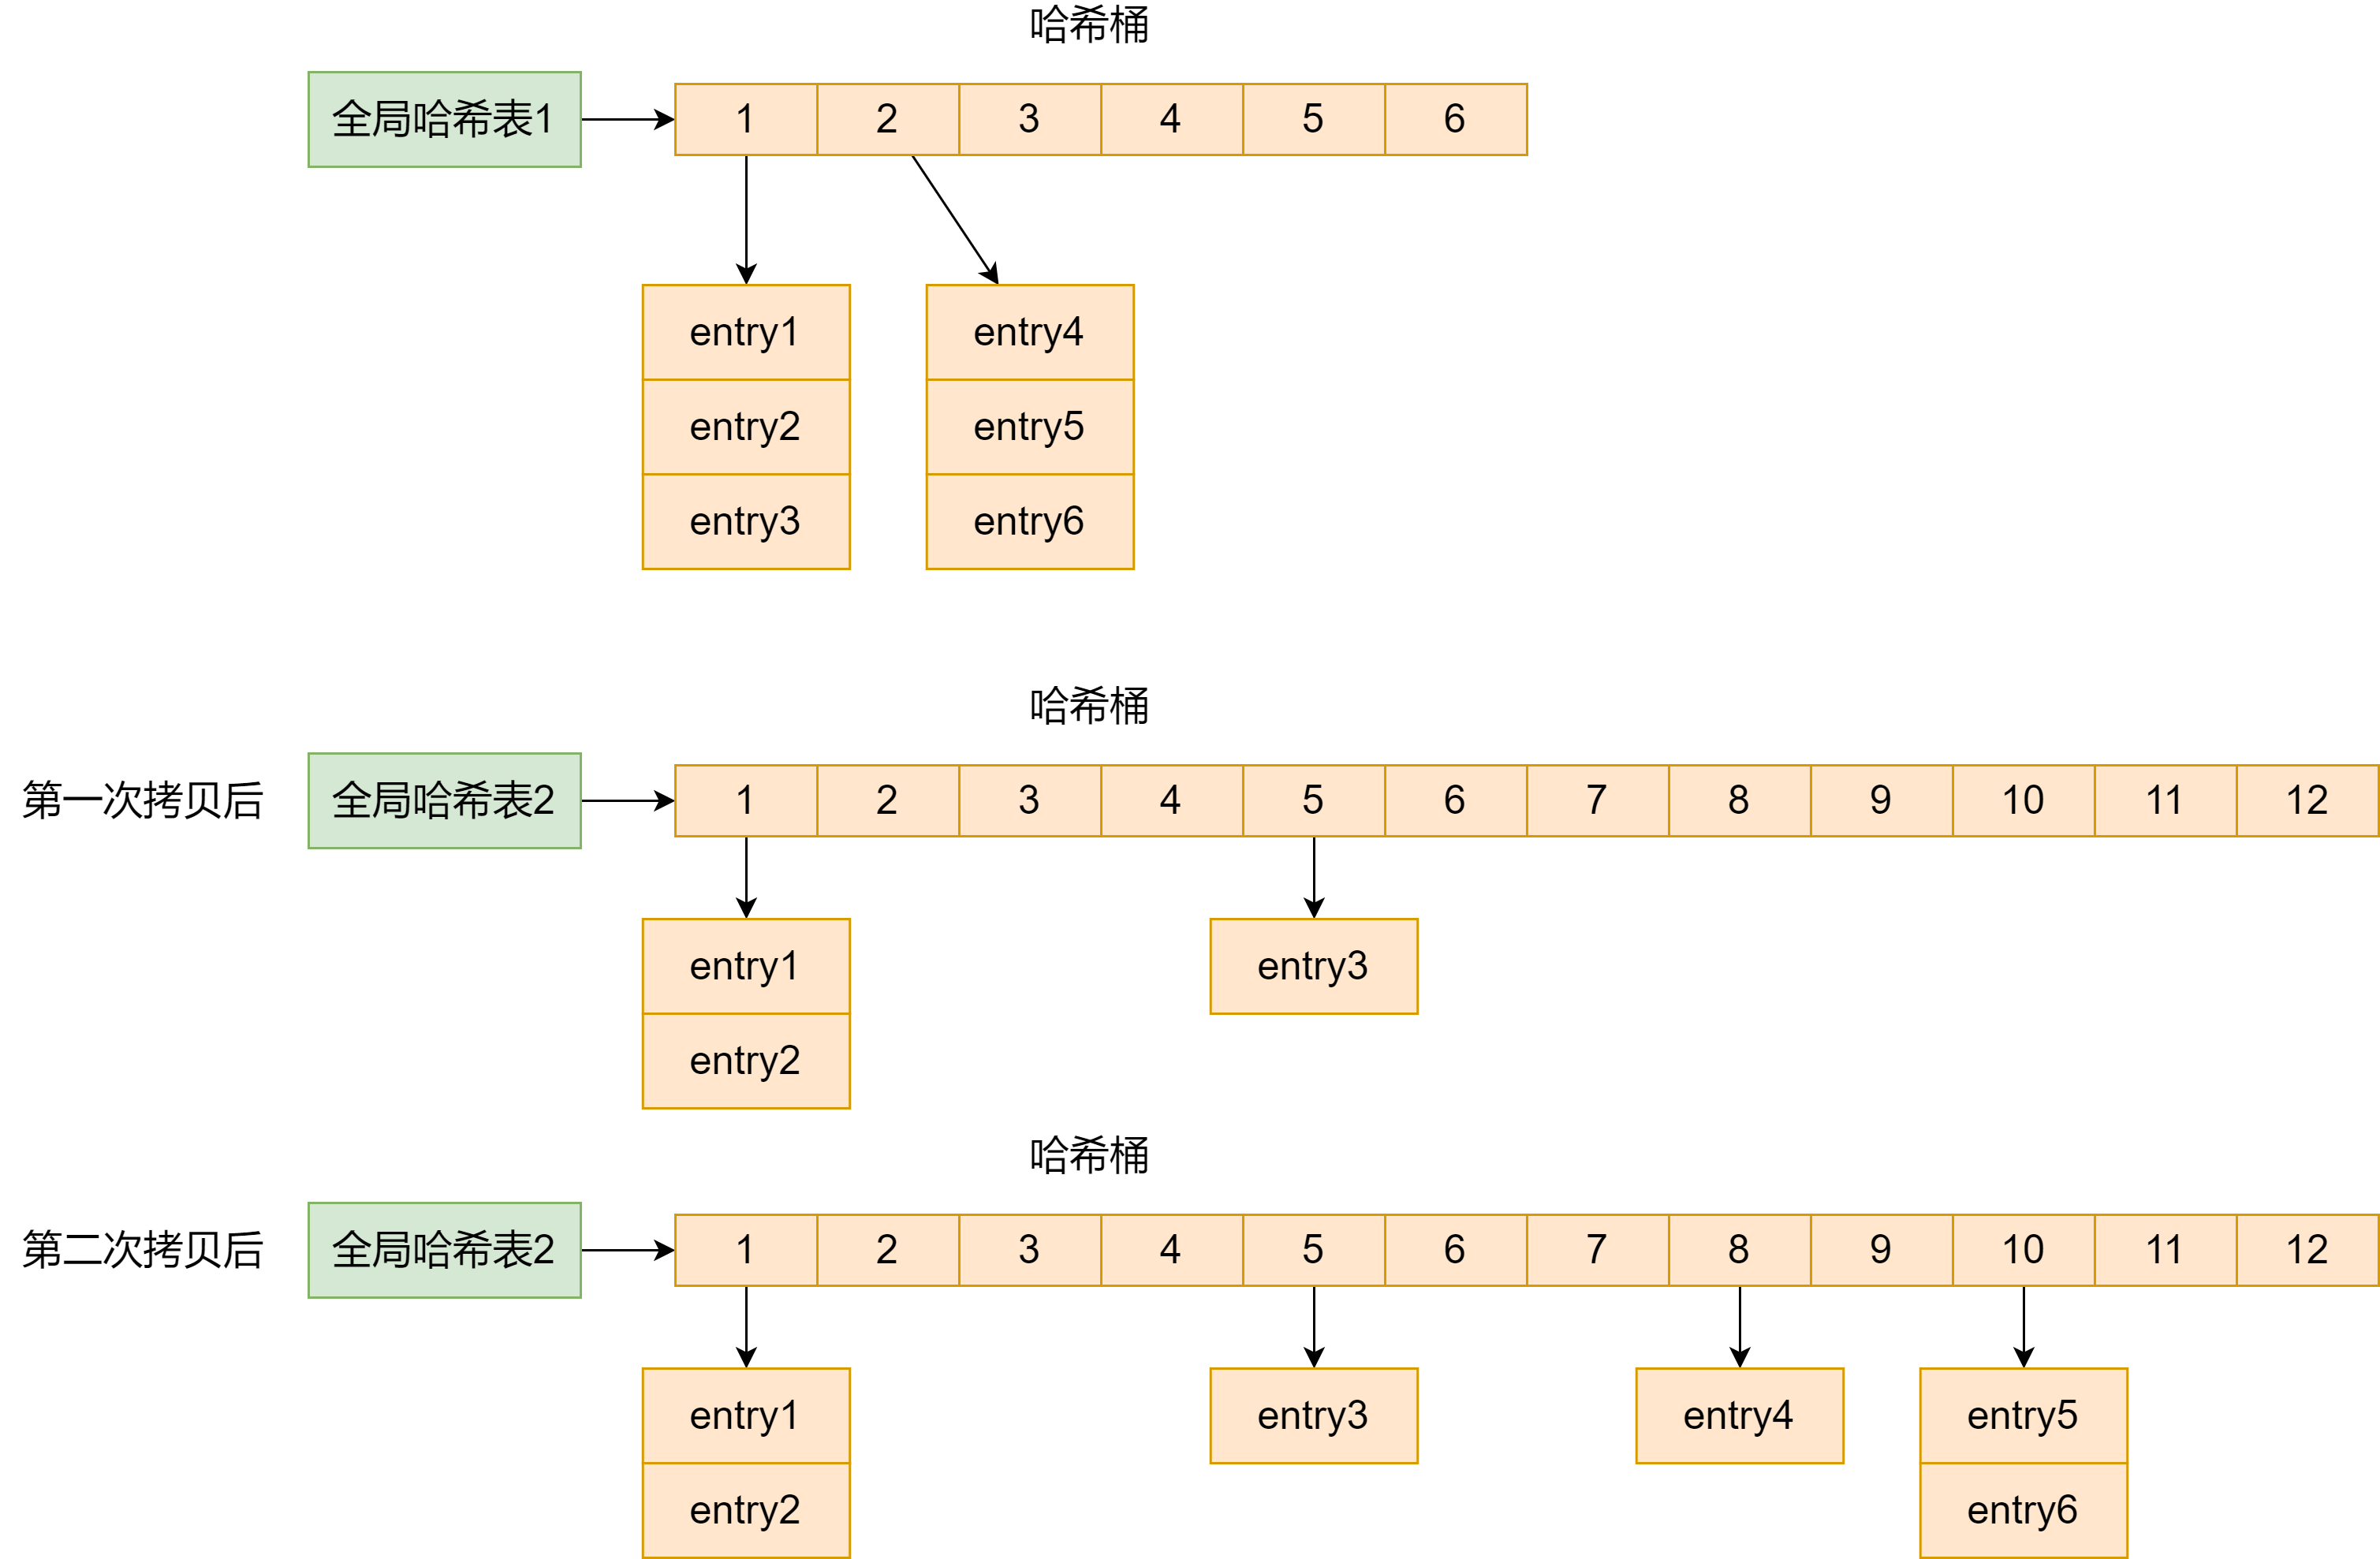 哈希桶
全局哈希表1
1 2 3 4 5 6
entry1 entry4
entry2 entry5
entry3 entry6
哈希桶
第一次拷贝后 全局哈希表2 1 2 3 4 5 6 7 8 9 10 11 12
entry1 entry3
entry2
哈希桶
第二次拷贝后 全局哈希表2 1 2 3 4 5 6 7 8 9 10 11 12
entry1 entry3 entry4 entry5
entry2 entry6